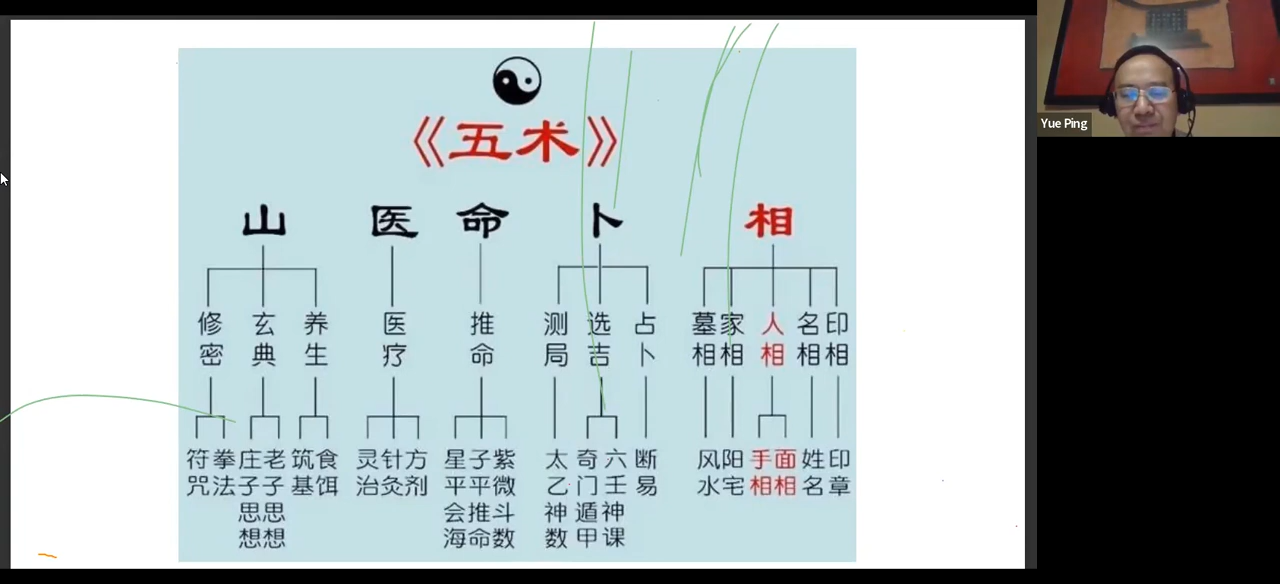 《五术》
山 医 命 卜 相
修密 玄典 养生 医疗 推命 测局 选吉 占卜 墓相 家相 人相 名相 印相
符咒 拳法 庄子思想 老子思想 筑基 食饵 灵治 针灸 方剂 星平会海 子平推命 紫微斗数 太乙神数 奇门遁甲 六壬神课 断易 风水 阳宅 手相 面相 姓名 印章
Yue Ping